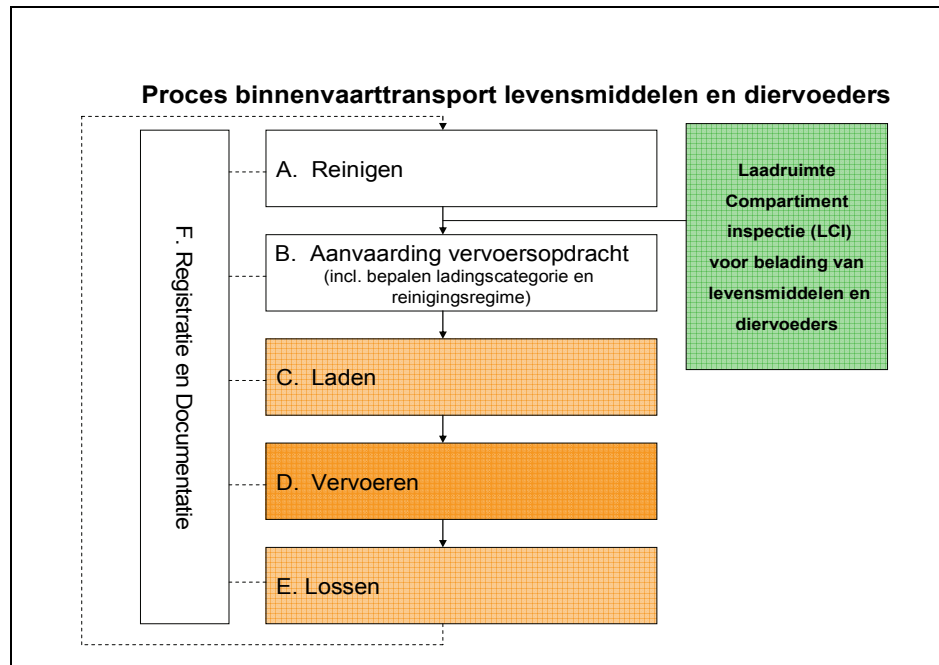 Proces binnenvaarttransport levensmiddelen en diervoeders
F. Registratie en Documentatie
A. Reinigen
B. Aanvaarding vervoersopdracht
(incl. bepalen ladingscategorie en
reinigingsregime)
C. Laden
D. Vervoeren
E. Lossen
Laadruimte
Compartiment
inspectie (LCI)
voor belading van
levensmiddelen en
diervoeders